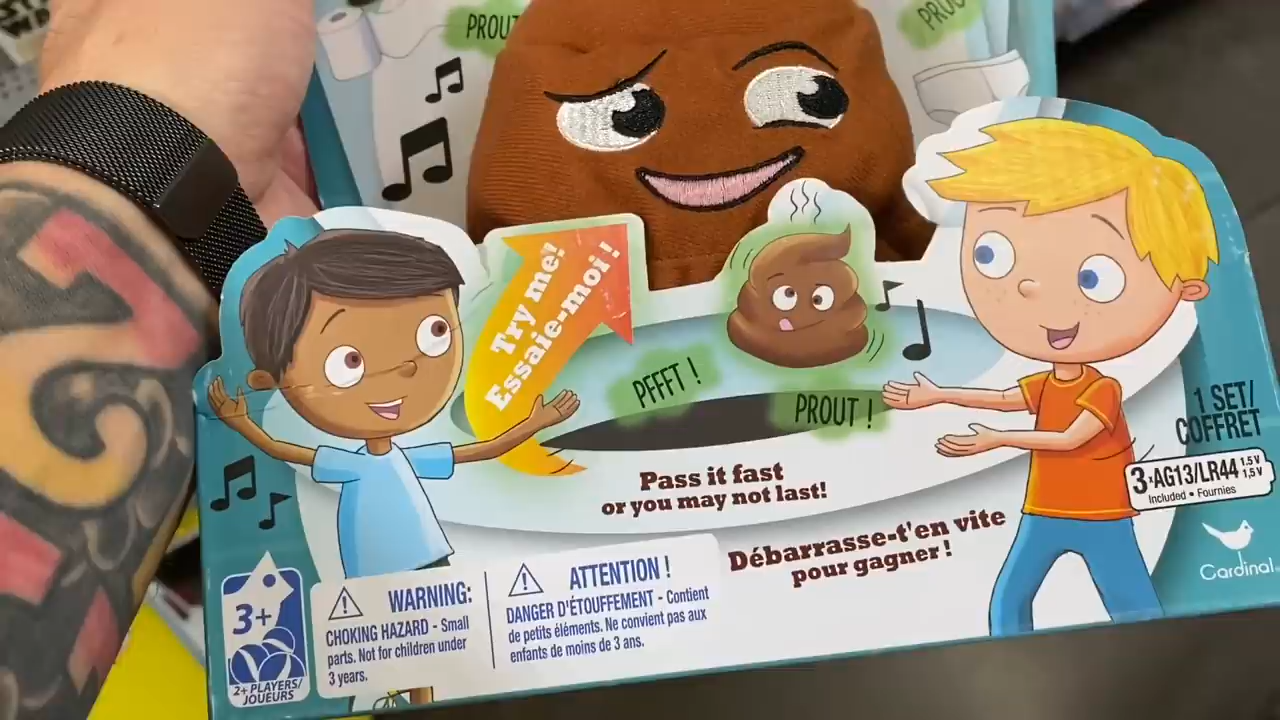 PROUT
Try me!
Essaie-moi !
PFFFT !
PROUT !
Pass it fast
or you may not last!
Débarrasse-t'en vite
pour gagner !
1 SET/
COFFRET
3×AG13/LR44 1.5 V
1,5 V
Included • Fournies
Cardinal
3+
2+ PLAYERS/
JOUEURS
WARNING:
CHOKING HAZARD - Small
parts. Not for children under
3 years.
ATTENTION !
DANGER D'ÉTOUFFEMENT - Contient
de petits éléments. Ne convient pas aux
enfants de moins de 3 ans.